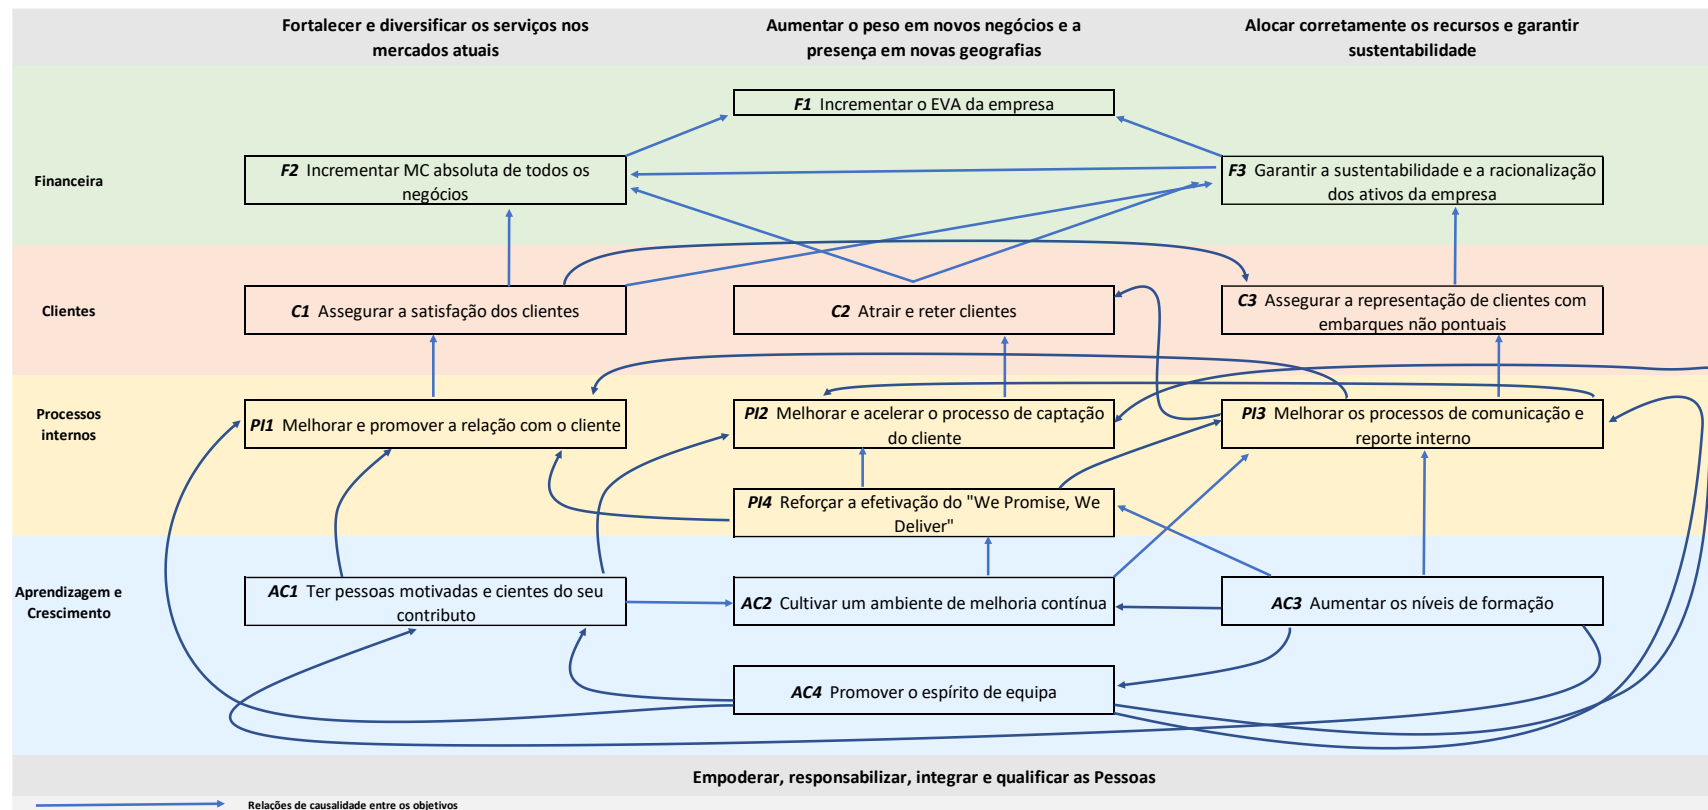 Fortalecer e diversificar os serviços nos
mercados atuais
Aumentar o peso em novos negócios e a
presença em novas geografias
Alocar corretamente os recursos e garantir
sustentabilidade
F1 Incrementar o EVA da empresa
Financeira
F2 Incrementar MC absoluta de todos os
negócios
F3 Garantir a sustentabilidade e a racionalização
dos ativos da empresa
Clientes
C1 Assegurar a satisfação dos clientes
C2 Atrair e reter clientes
C3 Assegurar a representação de clientes com
embarques não pontuais
Processos
internos
PI1 Melhorar e promover a relação com o cliente
PI2 Melhorar e acelerar o processo de captação
do cliente
PI3 Melhorar os processos de comunicação e
reporte interno
PI4 Reforçar a efetivação do "We Promise, We
Deliver"
Aprendizagem e
Crescimento
AC1 Ter pessoas motivadas e cientes do seu
contributo
AC2 Cultivar um ambiente de melhoria contínua
AC3 Aumentar os níveis de formação
AC4 Promover o espírito de equipa
Empoderar, responsabilizar, integrar e qualificar as Pessoas
Relações de causalidade entre os objetivos